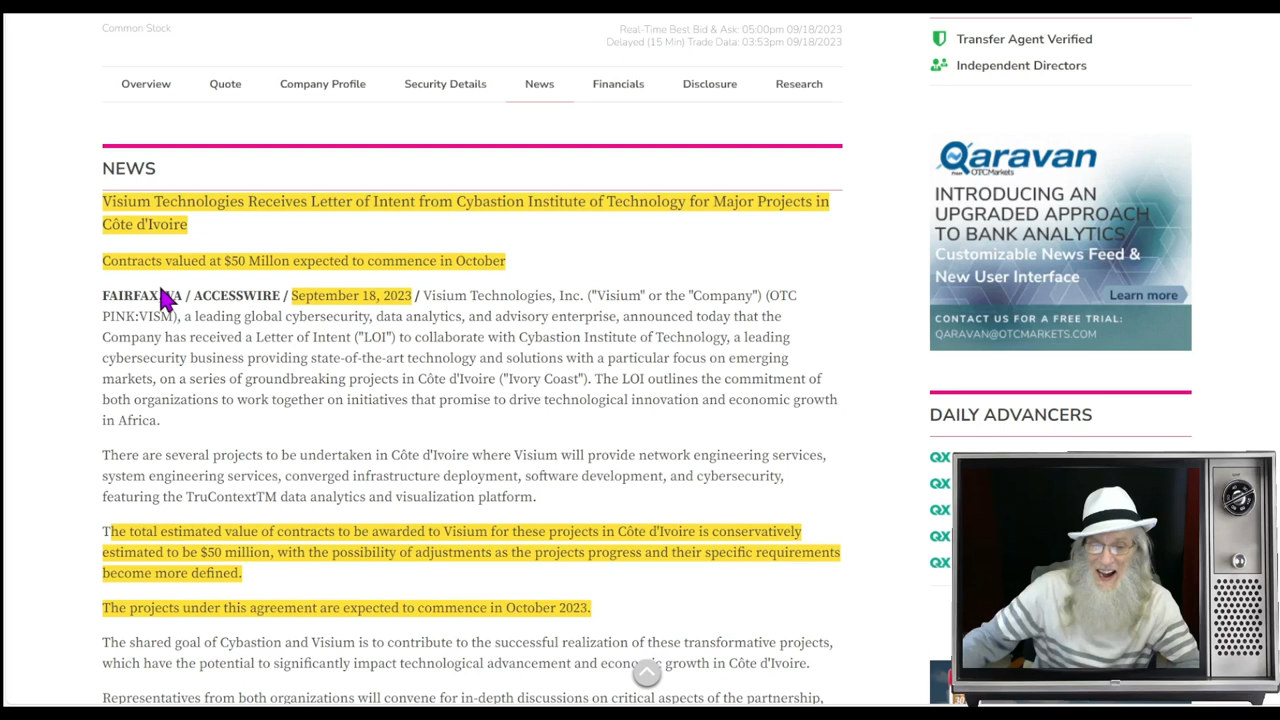 Common Stock
Real-Time Best Bid & Ask: 05:00pm 09/18/2023
Delayed (15 Min) Trade Data: 03:53pm 09/18/2023
Overview
Quote
Company Profile
Security Details
News
Financials
Disclosure
Research
NEWS
Visium Technologies Receives Letter of Intent from Cybastion Institute of Technology for Major Projects in
Côte d'Ivoire
Contracts valued at $50 Millon expected to commence in October
FAIRFAX, VA / ACCESSWIRE / September 18, 2023 / Visium Technologies, Inc. ("Visium" or the "Company") (OTC
PINK:VISM), a leading global cybersecurity, data analytics, and advisory enterprise, announced today that the
Company has received a Letter of Intent ("LOI") to collaborate with Cybastion Institute of Technology, a leading
cybersecurity business providing state-of-the-art technology and solutions with a particular focus on emerging
markets, on a series of groundbreaking projects in Côte d'Ivoire ("Ivory Coast"). The LOI outlines the commitment of
both organizations to work together on initiatives that promise to drive technological innovation and economic growth
in Africa.
There are several projects to be undertaken in Côte d'Ivoire where Visium will provide network engineering services,
system engineering services, converged infrastructure deployment, software development, and cybersecurity,
featuring the TruContextTM data analytics and visualization platform.
The total estimated value of contracts to be awarded to Visium for these projects in Côte d'Ivoire is conservatively
estimated to be $50 million, with the possibility of adjustments as the projects progress and their specific requirements
become more defined.
The projects under this agreement are expected to commence in October 2023.
The shared goal of Cybastion and Visium is to contribute to the successful realization of these transformative projects,
which have the potential to significantly impact technological advancement and economic growth in Côte d'Ivoire.
Representatives from both organizations will convene for in-depth discussions on critical aspects of the partnership,
Transfer Agent Verified
Independent Directors
Qaravan
From OTCMarkets
INTRODUCING AN
UPGRADED APPROACH
TO BANK ANALYTICS
Customizable News Feed &
New User Interface
Learn more
CONTACT US FOR A FREE TRIAL:
QARAVAN@OTCMARKETS.COM
DAILY ADVANCERS
QX
QX
QX
QX
QX